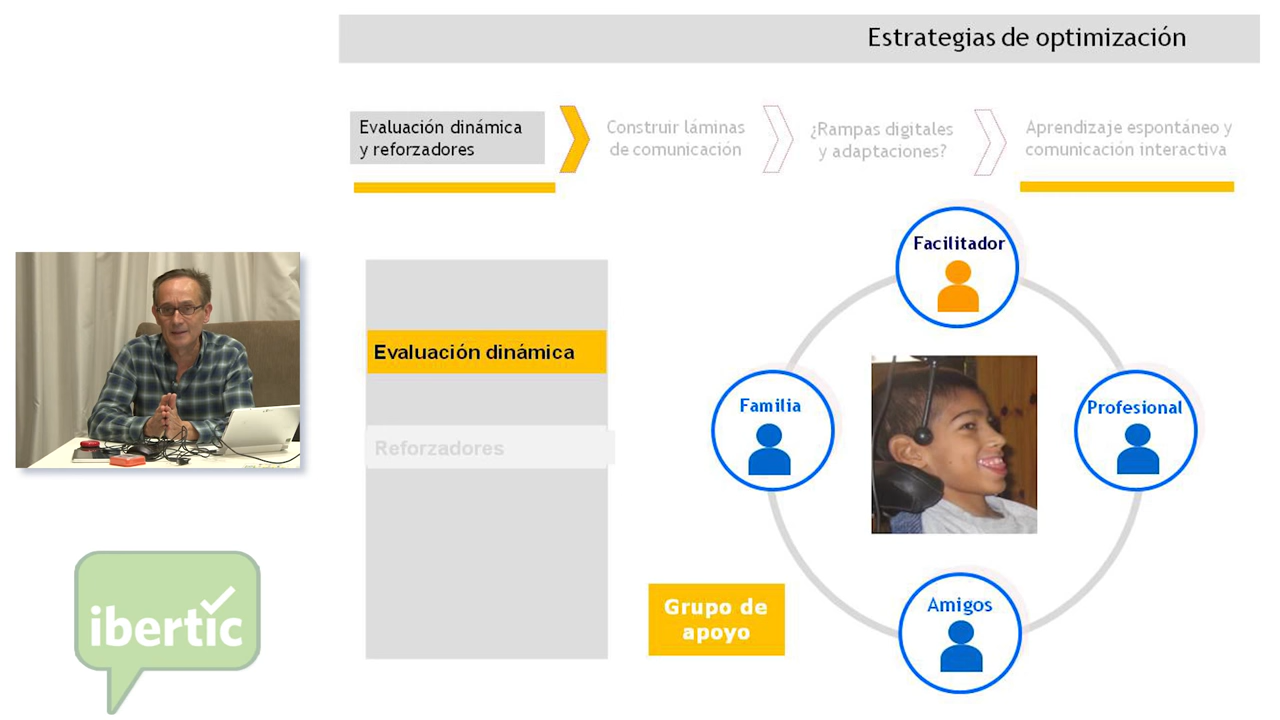 Estrategias de optimización
Evaluación dinámica
y reforzadores
Construir láminas
de comunicación
¿Rampas digitales
y adaptaciones?
Aprendizaje espontáneo y
comunicación interactiva
Evaluación dinámica
Reforzadores
Facilitador
Familia
Profesional
Amigos
Grupo de
apoyo
ibertic